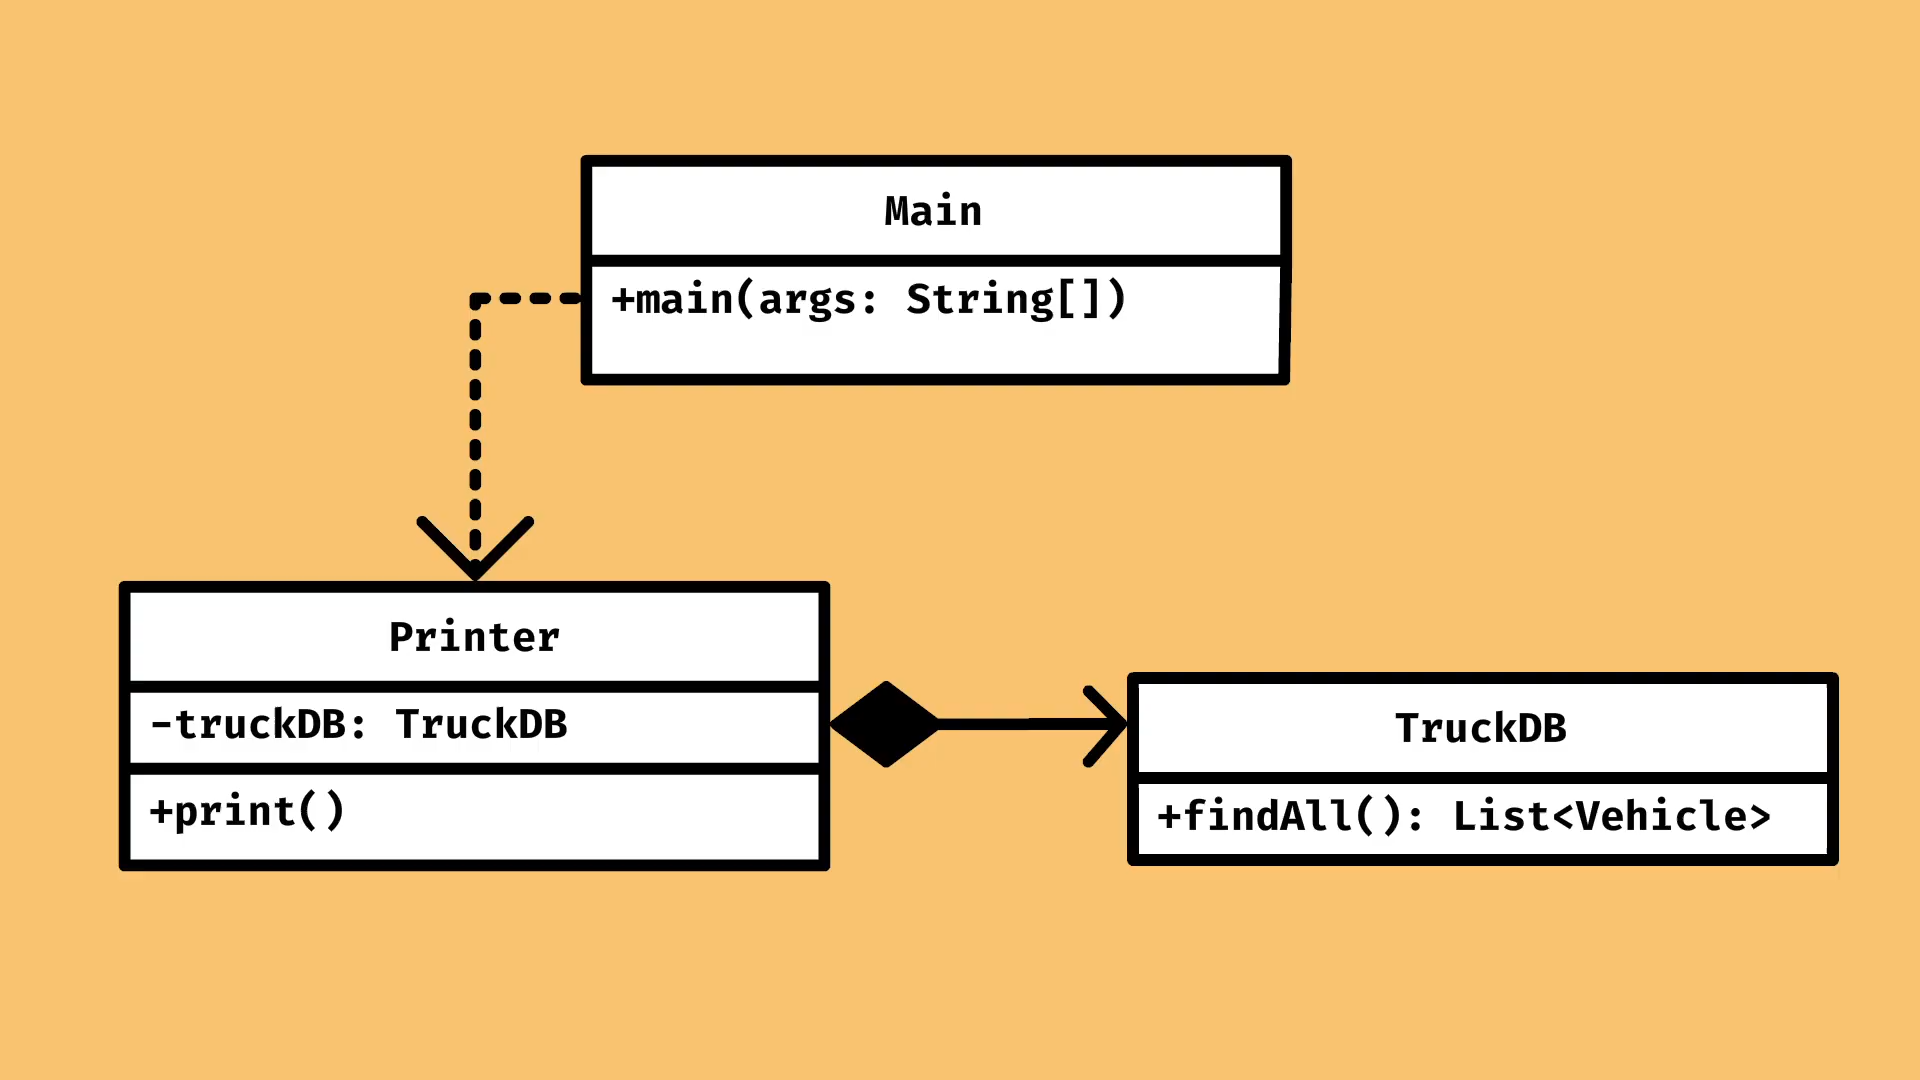 Main
+main(args: String[])
Printer
-truckDB: TruckDB
+print()
TruckDB
+findAll(): List<Vehicle>